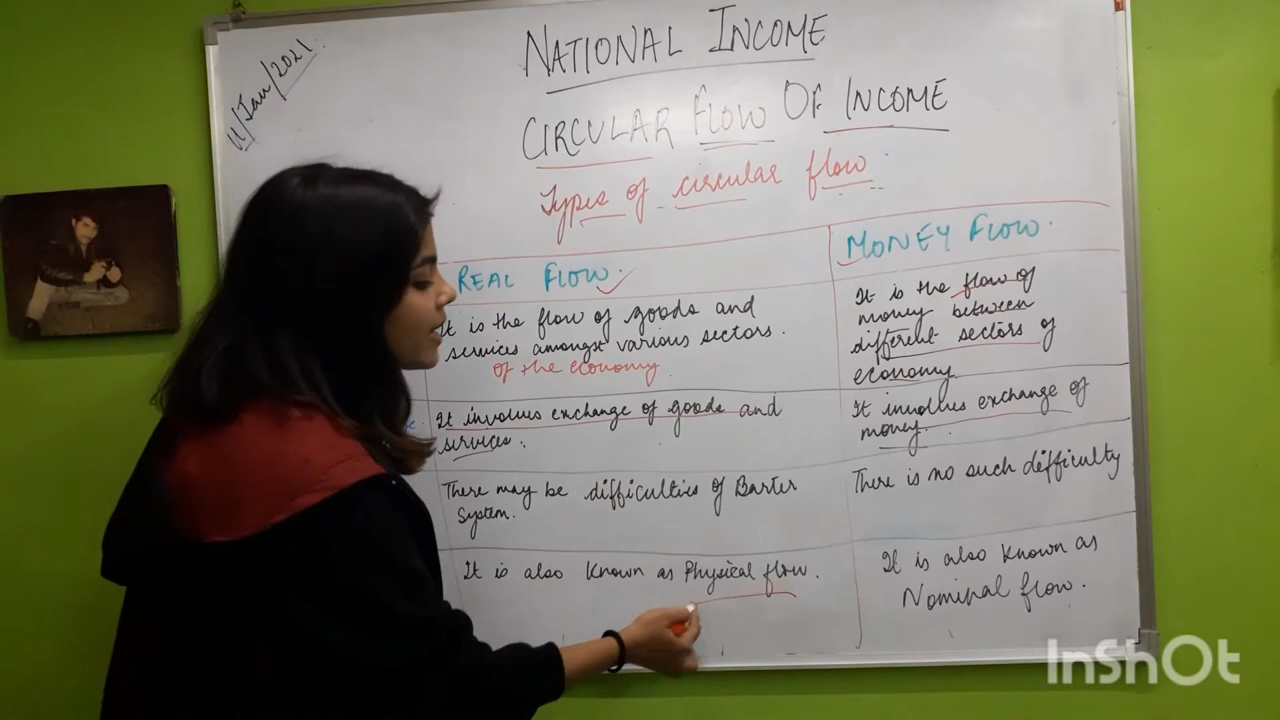 11/Jan/2021.
NATIONAL INCOME
CIRCULAR FLOW OF INCOME
Types of circular flow
REAL FLOW.
It is the flow of goods and
services amongst various sectors.
of the economy
It involves exchange of goods and
services.
There may be difficulties of Barter
System.
It is also known as Physical flow.
MONEY FLOW.
It is the flow of
money between
different sectors of
economy
It involves exchange of
money.
There is no such difficulty
It is also known as
Nominal flow.
InShOt